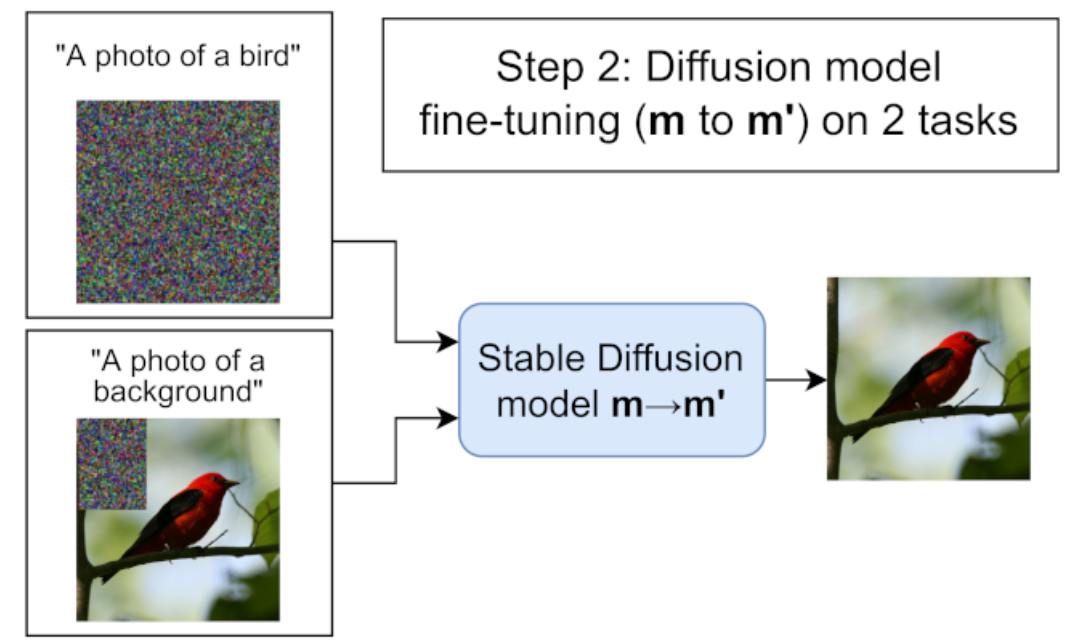 "A photo of a bird"
Step 2: Diffusion model
fine-tuning (m to m') on 2 tasks
"A photo of a
background"
Stable Diffusion
model m→m'